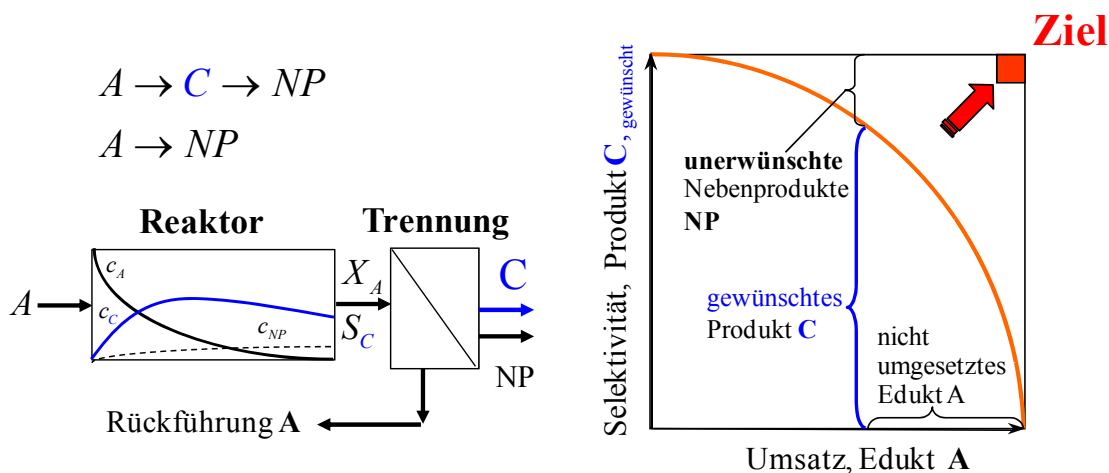 A → C → NP
A → NP
Reaktor
Trennung
c_A
c_C
c_NP
A
X_A
S_C
C
NP
Rückführung A
Ziel
Selektivität, Produkt C, gewünscht
unerwünschte
Nebenprodukte
NP
gewünschtes
Produkt C
nicht
umgesetztes
Edukt A
Umsatz, Edukt A